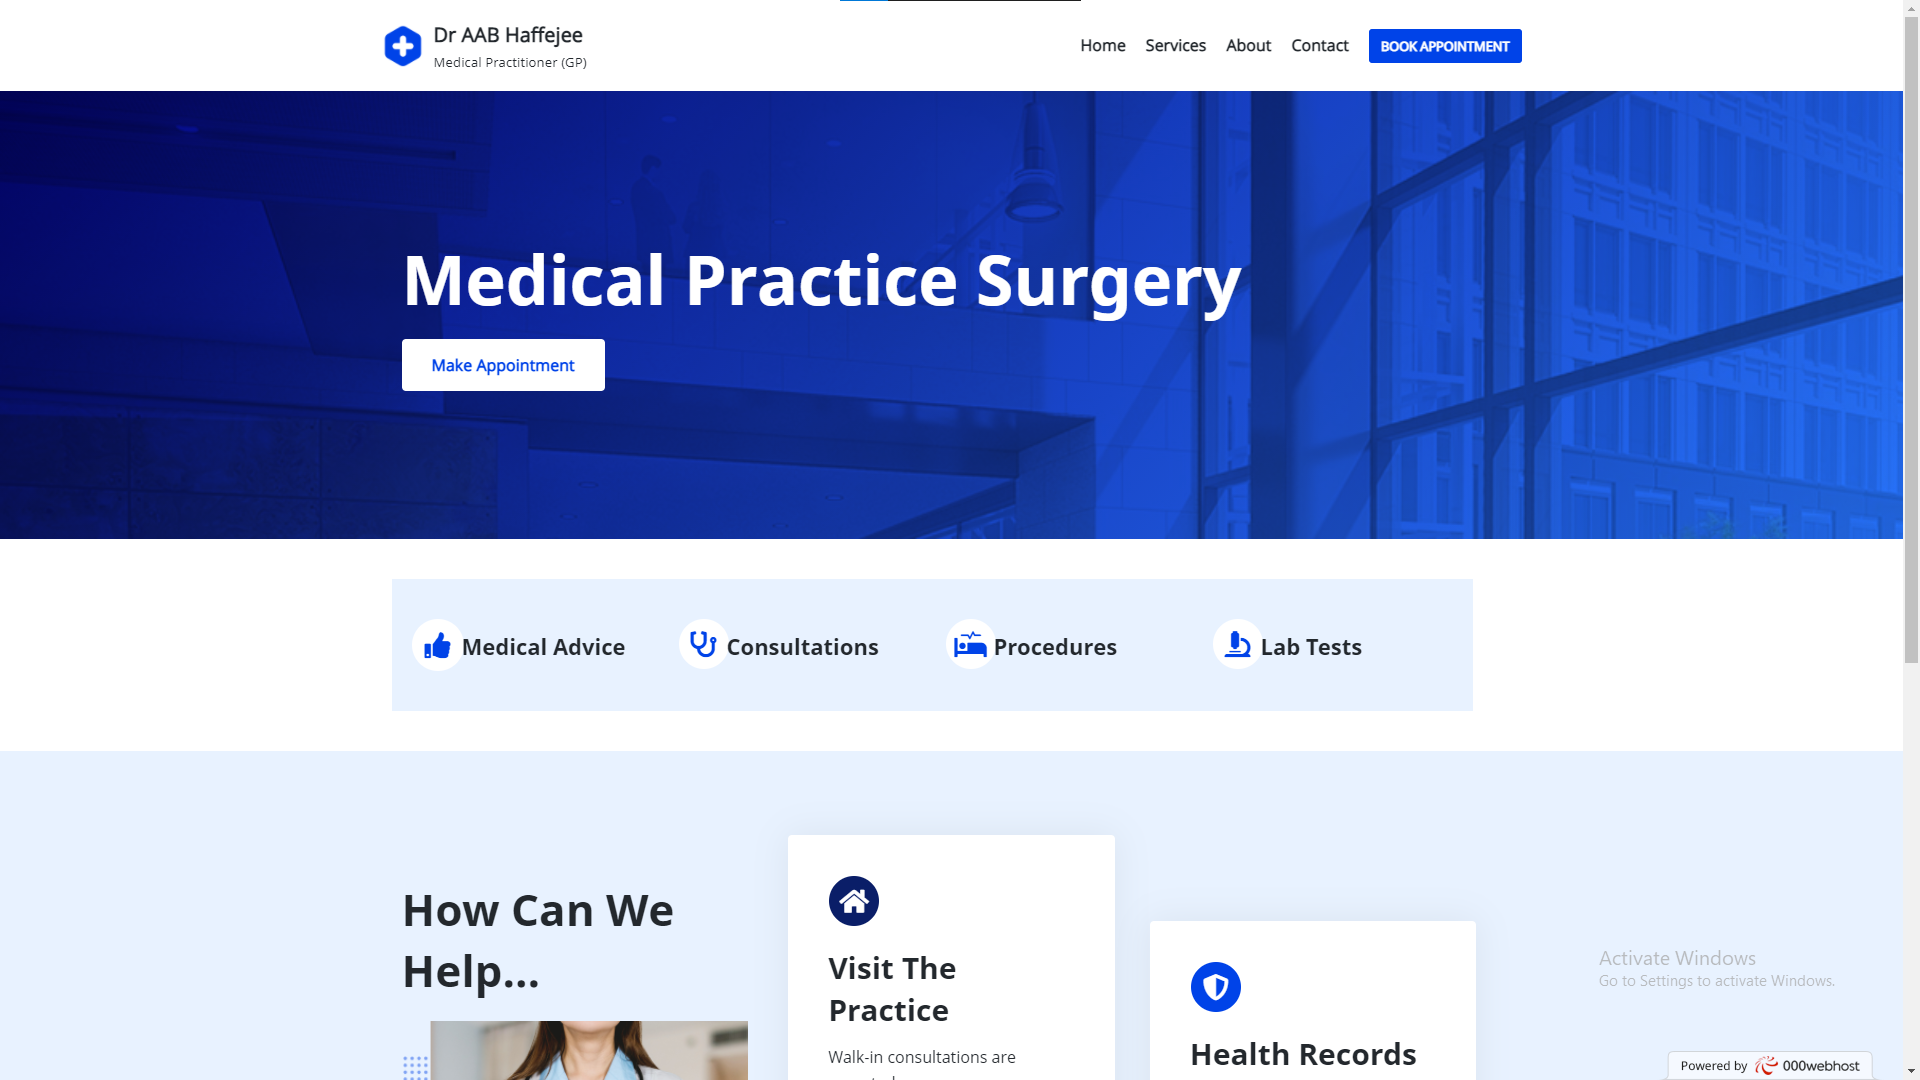 Dr AAB Haffejee
Medical Practitioner (GP)
Home Services About Contact BOOK APPOINTMENT
Medical Practice Surgery
Make Appointment
Medical Advice Consultations Procedures Lab Tests
How Can We
Help...
Visit The
Practice
Walk-in consultations are
Health Records
Activate Windows
Go to Settings to activate Windows.
Powered by 000webhost